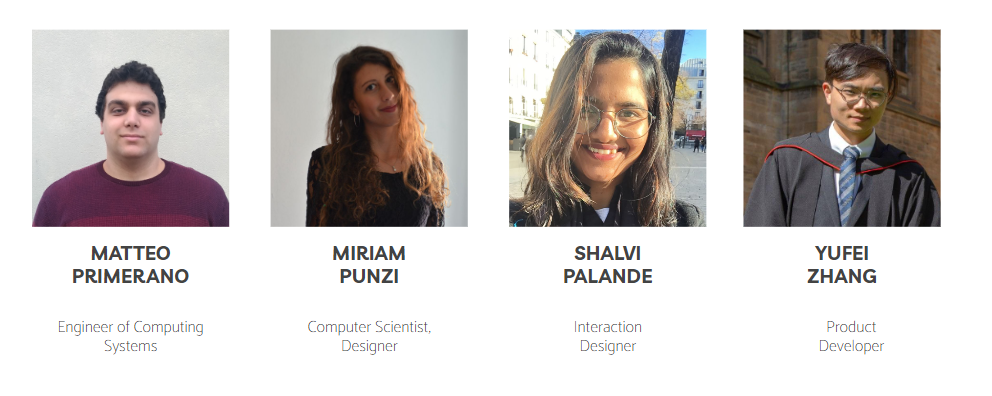 MATTEO
PRIMERANO
Engineer of Computing
Systems
MIRIAM
PUNZI
Computer Scientist,
Designer
SHALVI
PALANDE
Interaction
Designer
YUFEI
ZHANG
Product
Developer